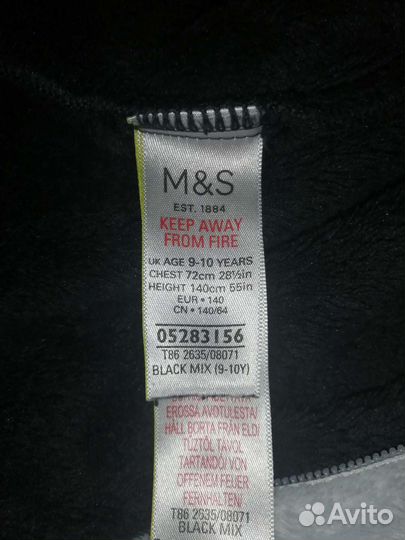 M&S
EST. 1884
KEEP AWAY
FROM FIRE
UK AGE 9-10 YEARS
CHEST 72cm 28½in
HEIGHT 140cm 55in
EUR • 140
CN • 140/64
05283156
T86 2635/08071
BLACK MIX (9-10Y)
EROSSA AVOTULESTA/
HÅLL BORTA FRÅN ELD/
TŰZTŐL TÁVOL
TARTANDÓ/ VON
OFFENEM FEUER
FERNHALTEN/
T86 2635/08071
BLACK MIX
Avito